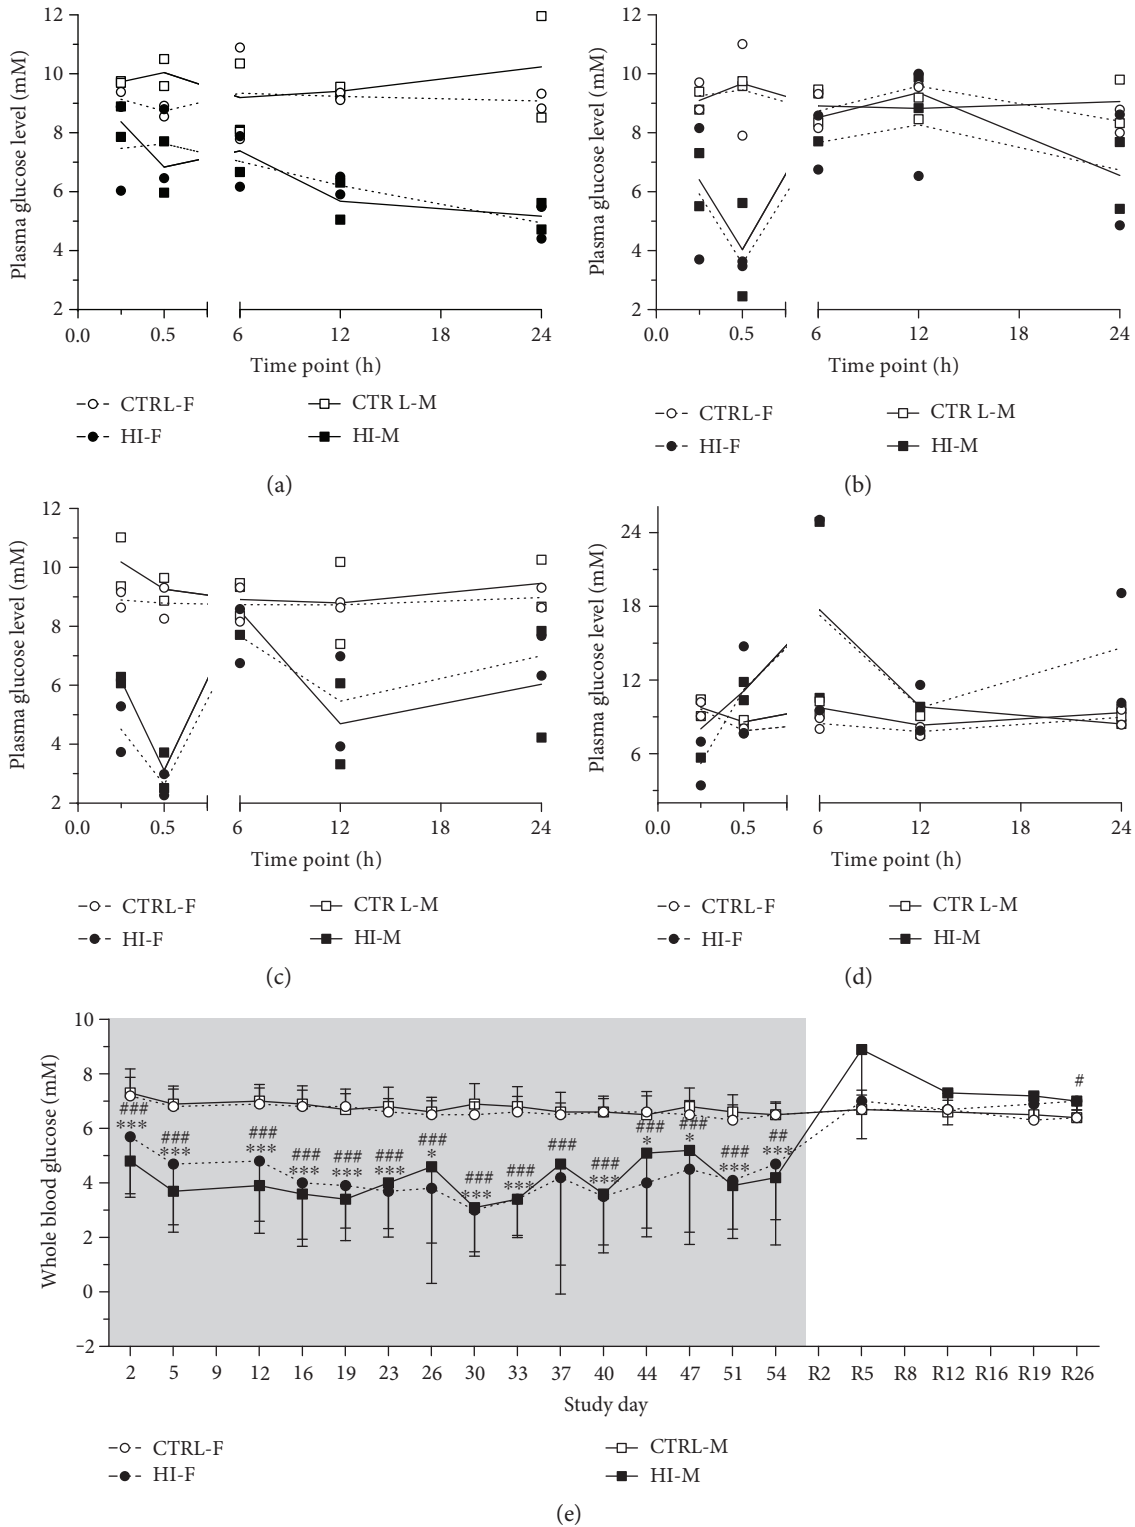 12
10
8
6
4
2
Plasma glucose level (mM)
0.0 0.5 6 12 18 24
Time point (h)
CTRL-F CTR L-M
HI-F HI-M
(a)
12
10
8
6
4
2
Plasma glucose level (mM)
0.0 0.5 6 12 18 24
Time point (h)
CTRL-F CTR L-M
HI-F HI-M
(b)
12
10
8
6
4
2
Plasma glucose level (mM)
0.0 0.5 6 12 18 24
Time point (h)
CTRL-F CTR L-M
HI-F HI-M
(c)
24
18
12
6
Plasma glucose level (mM)
0.0 0.5 6 12 18 24
Time point (h)
CTRL-F CTR L-M
HI-F HI-M
(d)
10
8
6
4
2
0
-2
Whole blood glucose (mM)
### ### ### ### ### ### ### ### ### ### ### ### ### ### ## #
*** *** *** *** *** *** * *** *** *** * * *** ***
2 5 9 12 16 19 23 26 30 33 37 40 44 47 51 54 R2 R5 R8 R12 R16 R19 R26
Study day
CTRL-F CTRL-M
HI-F HI-M
(e)